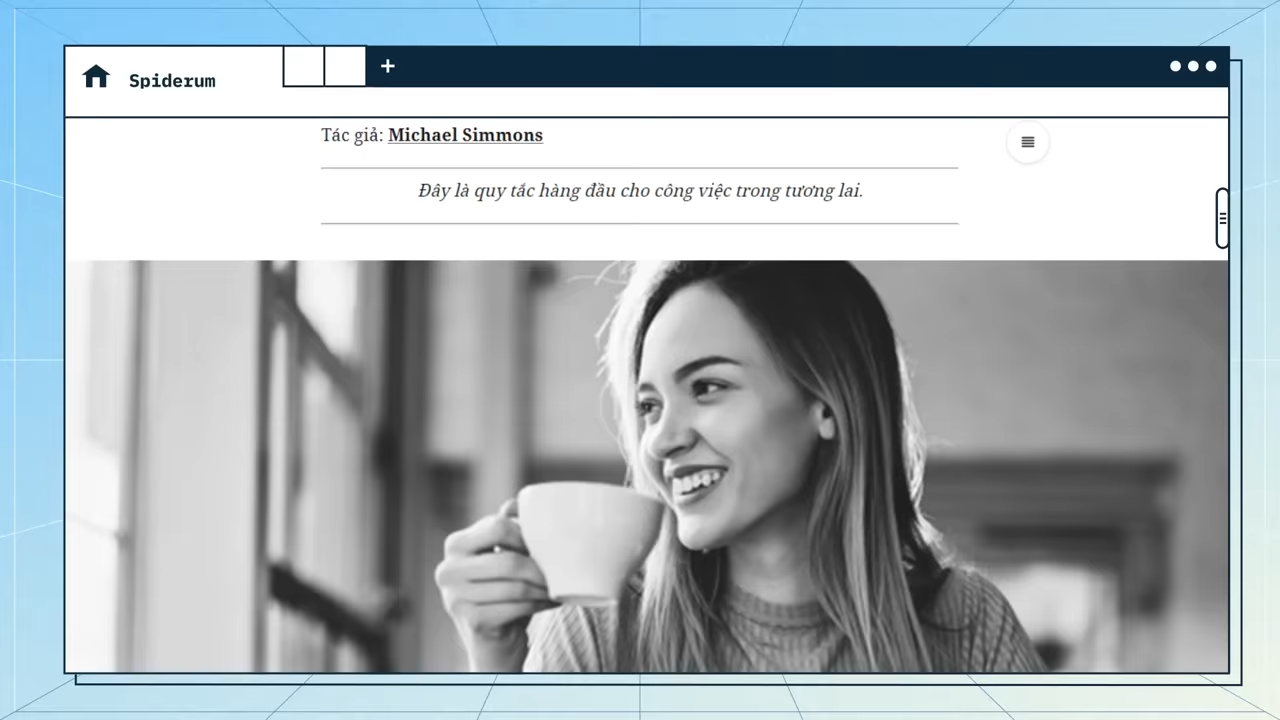 Spiderum
Tác giả: Michael Simmons
Đây là quy tắc hàng đầu cho công việc trong tương lai.